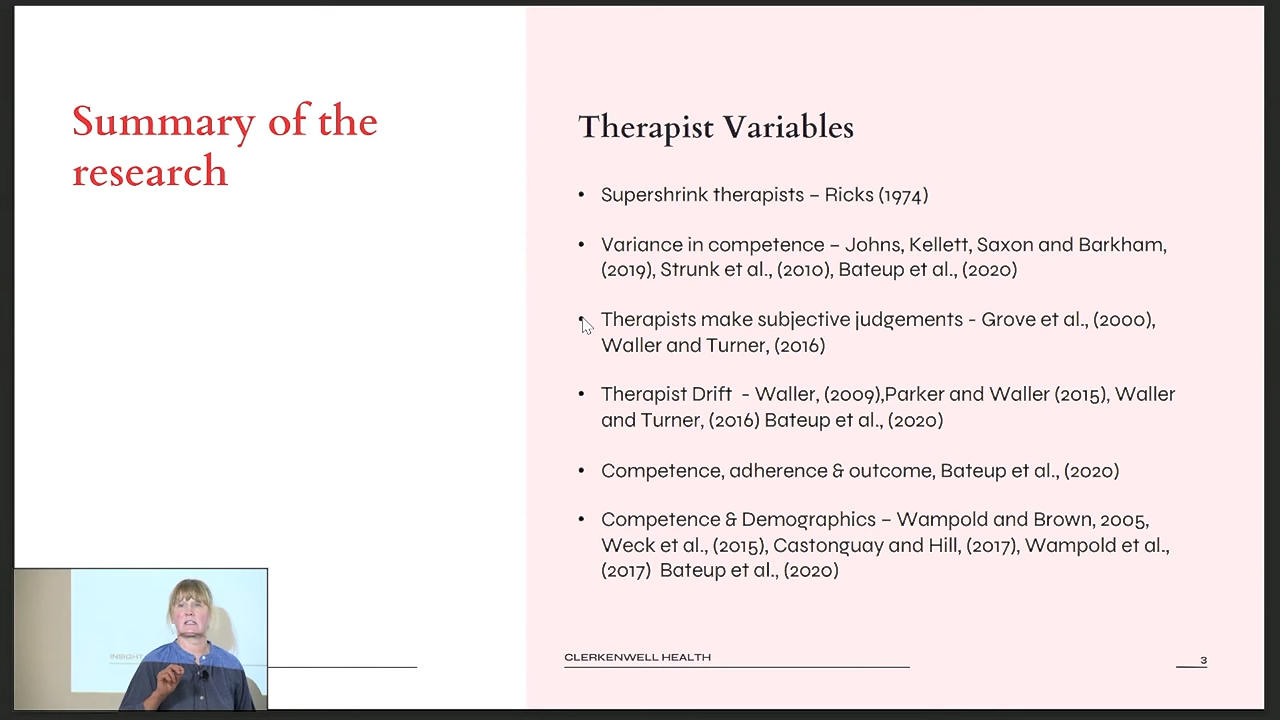 Summary of the
research
Therapist Variables
• Supershrink therapists – Ricks (1974)
• Variance in competence – Johns, Kellett, Saxon and Barkham,
(2019), Strunk et al., (2010), Bateup et al., (2020)
• Therapists make subjective judgements - Grove et al., (2000),
Waller and Turner, (2016)
• Therapist Drift - Waller, (2009),Parker and Waller (2015), Waller
and Turner, (2016) Bateup et al., (2020)
• Competence, adherence & outcome, Bateup et al., (2020)
• Competence & Demographics – Wampold and Brown, 2005,
Weck et al., (2015), Castonguay and Hill, (2017), Wampold et al.,
(2017) Bateup et al., (2020)
CLERKENWELL HEALTH
3